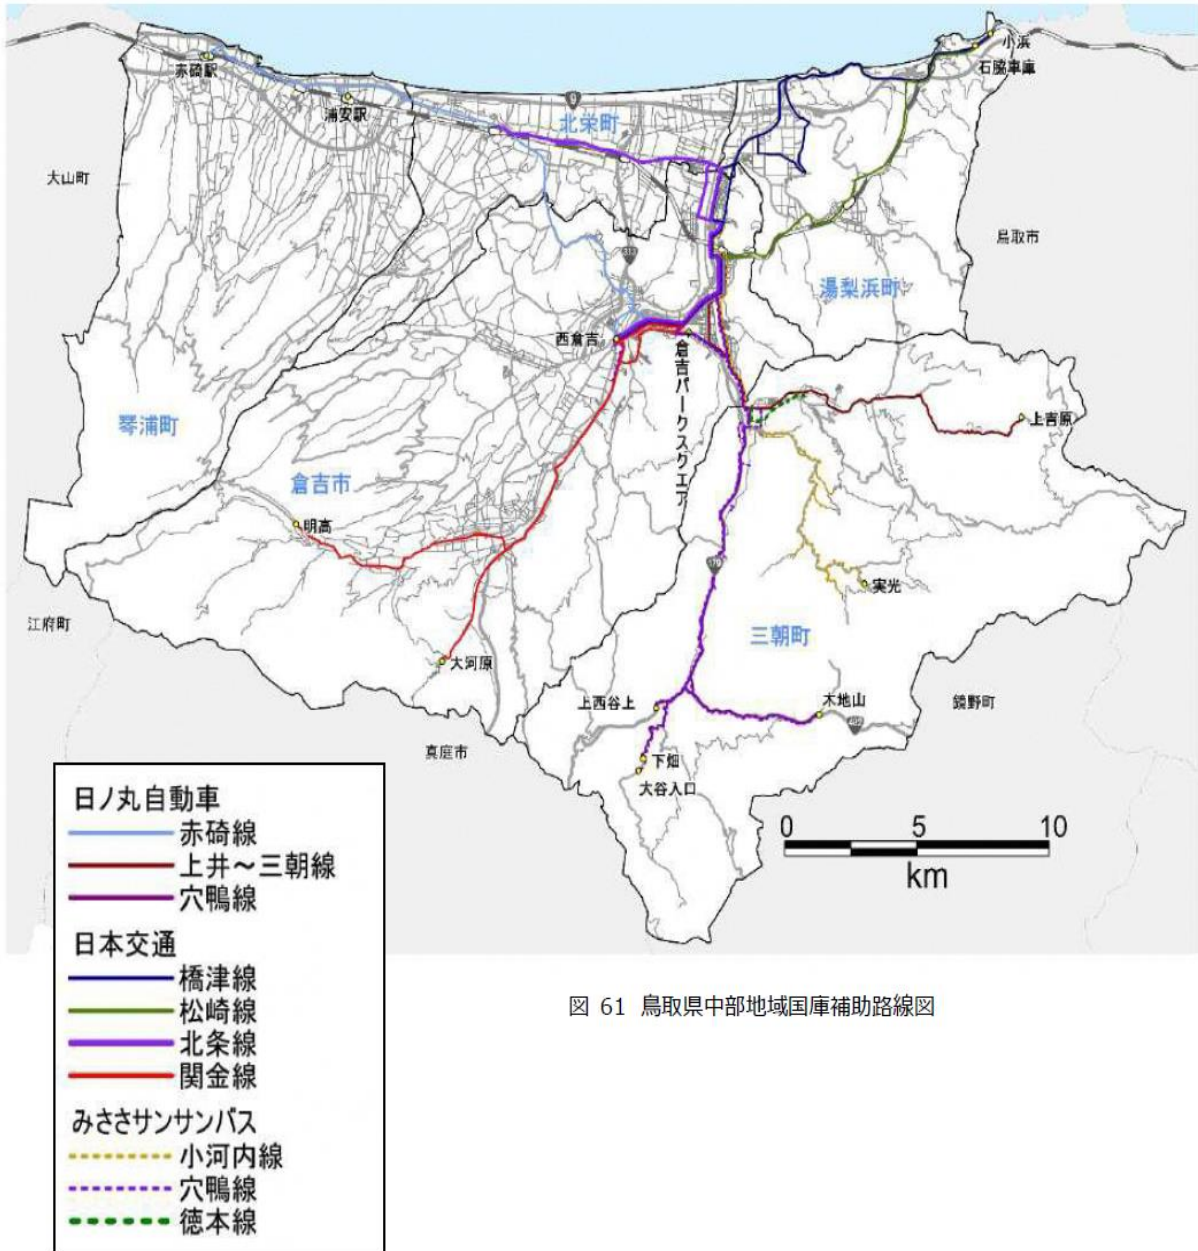 小浜
石脇車庫
赤碕駅
浦安駅
9
北栄町
大山町
鳥取市
313
湯梨浜町
西倉吉
倉吉パークスクエア
琴浦町
上吉原
倉吉市
明高
179
実光
江府町
三朝町
大河原
上西谷上
木地山
鏡野町
482
真庭市
下畑
大谷入口
0 5 10
km
日ノ丸自動車
赤碕線
上井～三朝線
穴鴨線
日本交通
橋津線
松崎線
北条線
関金線
みささサンサンバス
小河内線
穴鴨線
徳本線
図 61 鳥取県中部地域国庫補助路線図